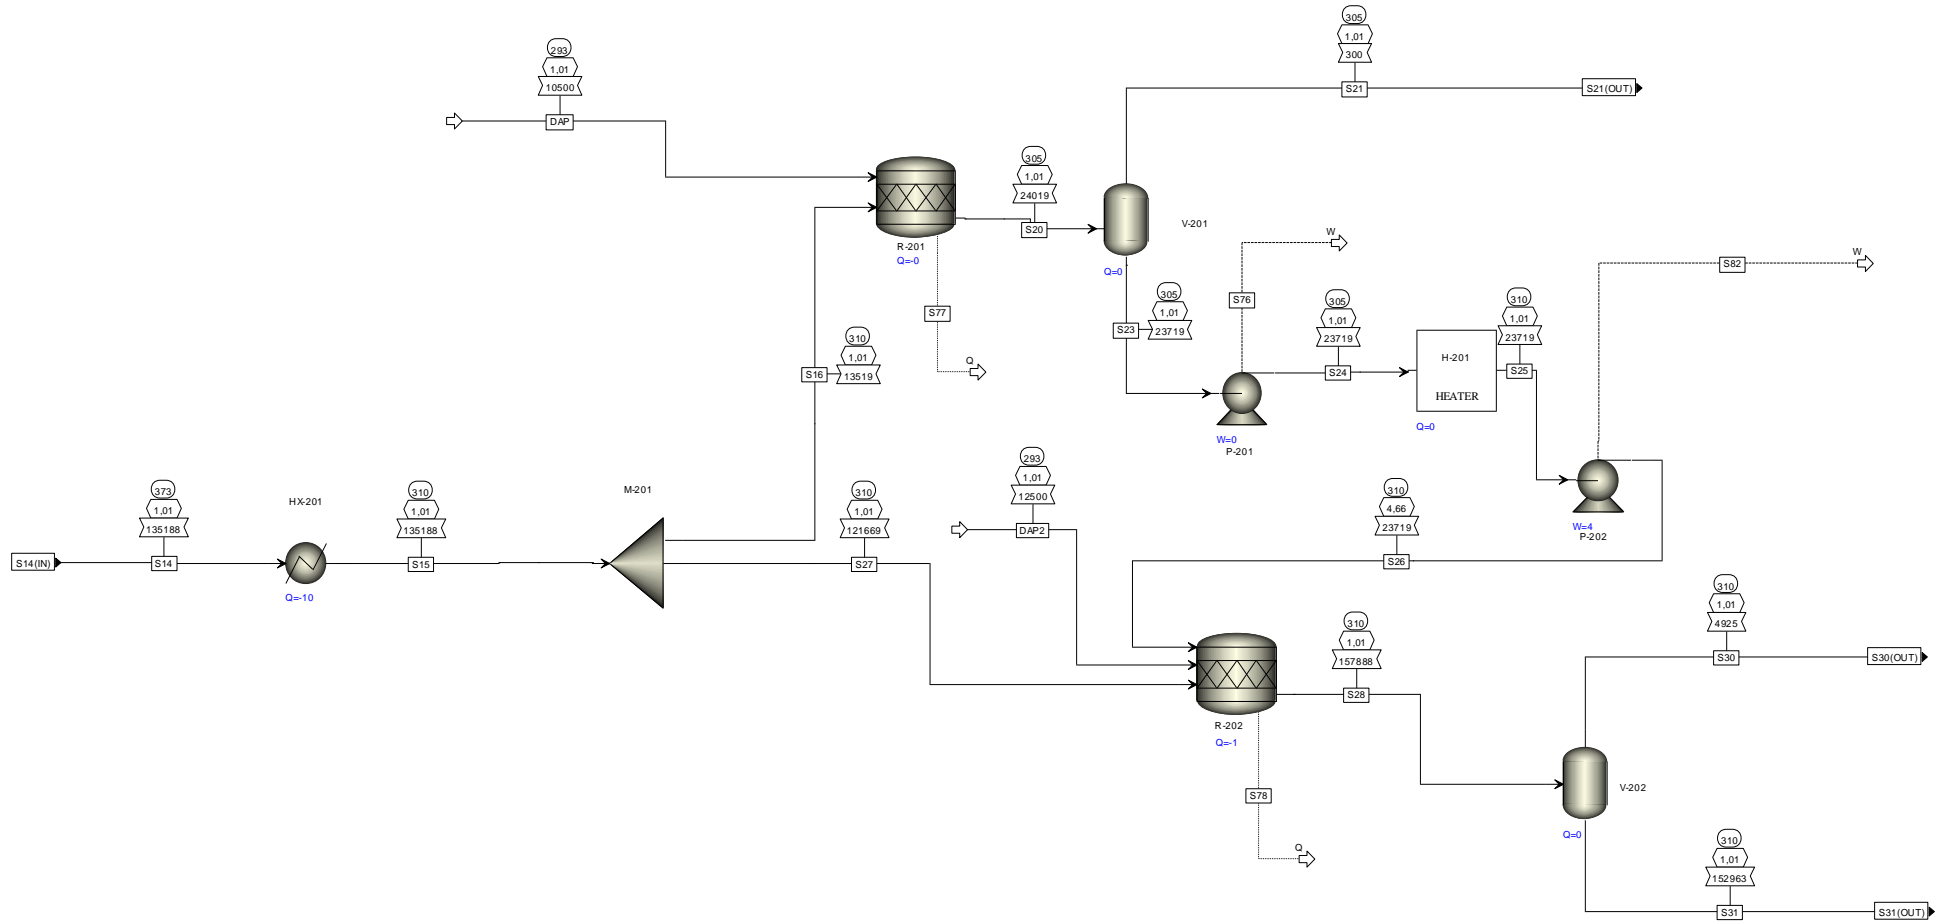 305
1,01
300
S21
S21(OUT)
293
1,01
10500
DAP
305
1,01
24019
S20
R-201
Q=-0
V-201
Q=0
W
W
S82
S77
Q
S76
305
1,01
23719
S23
305
1,01
23719
S24
310
1,01
23719
S25
H-201
HEATER
Q=0
310
1,01
13519
S16
W=0
P-201
W=4
P-202
373
1,01
135188
S14(IN)
S14
HX-201
Q=-10
310
1,01
135188
S15
M-201
310
1,01
121669
S27
293
1,01
12500
DAP2
310
4,66
23719
S26
R-202
Q=-1
310
1,01
157888
S28
310
1,01
4925
S30
S30(OUT)
S78
Q
V-202
Q=0
310
1,01
152963
S31
S31(OUT)